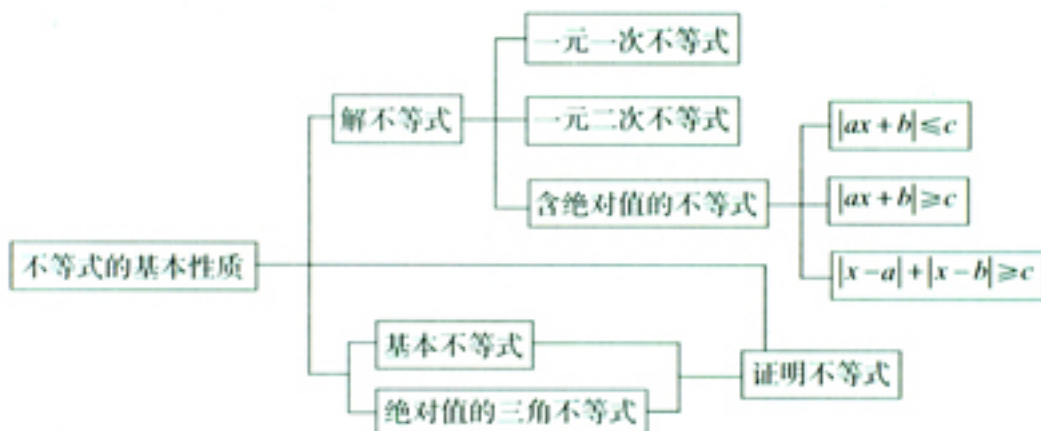 一元一次不等式
解不等式
一元二次不等式
|ax+b|≤c
含绝对值的不等式
|ax+b|≥c
不等式的基本性质
|x-a|+|x-b|≥c
基本不等式
证明不等式
绝对值的三角不等式